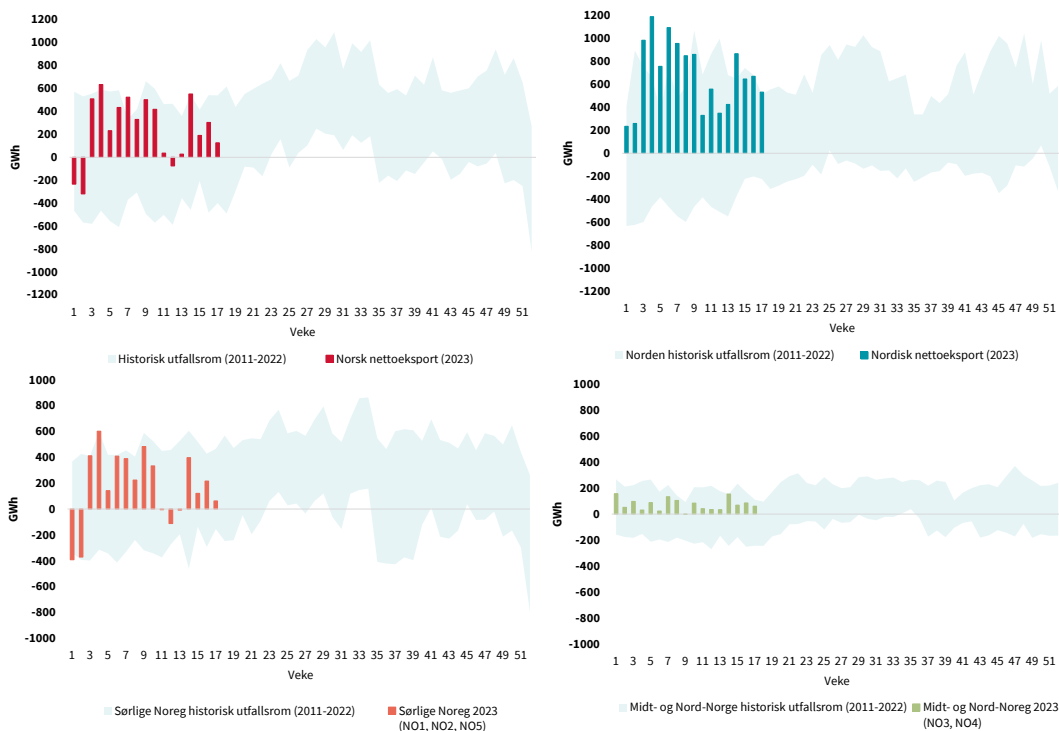 1200
1000
800
600
400
200
0
-200
-400
-600
-800
-1000
-1200
GWh
1 3 5 7 9 11 13 15 17 19 21 23 25 27 29 31 33 35 37 39 41 43 45 47 49 51
Veke
Historisk utfallsrom (2011-2022) Norsk nettoeksport (2023)
1200
1000
800
600
400
200
0
-200
-400
-600
-800
-1000
-1200
GWh
1 3 5 7 9 11 13 15 17 19 21 23 25 27 29 31 33 35 37 39 41 43 45 47 49 51
Veke
Norden historisk utfallsrom (2011-2022) Nordisk nettoeksport (2023)
1000
800
600
400
200
0
-200
-400
-600
-800
-1000
GWh
1 3 5 7 9 11 13 15 17 19 21 23 25 27 29 31 33 35 37 39 41 43 45 47 49 51
Veke
Sørlige Noreg historisk utfallsrom (2011-2022) Sørlige Noreg 2023
(NO1, NO2, NO5)
1000
800
600
400
200
0
-200
-400
-600
-800
-1000
GWh
1 3 5 7 9 11 13 15 17 19 21 23 25 27 29 31 33 35 37 39 41 43 45 47 49 51
Veke
Midt- og Nord-Norge historisk utfallsrom (2011-2022) Midt- og Nord-Noreg 2023
(NO3, NO4)